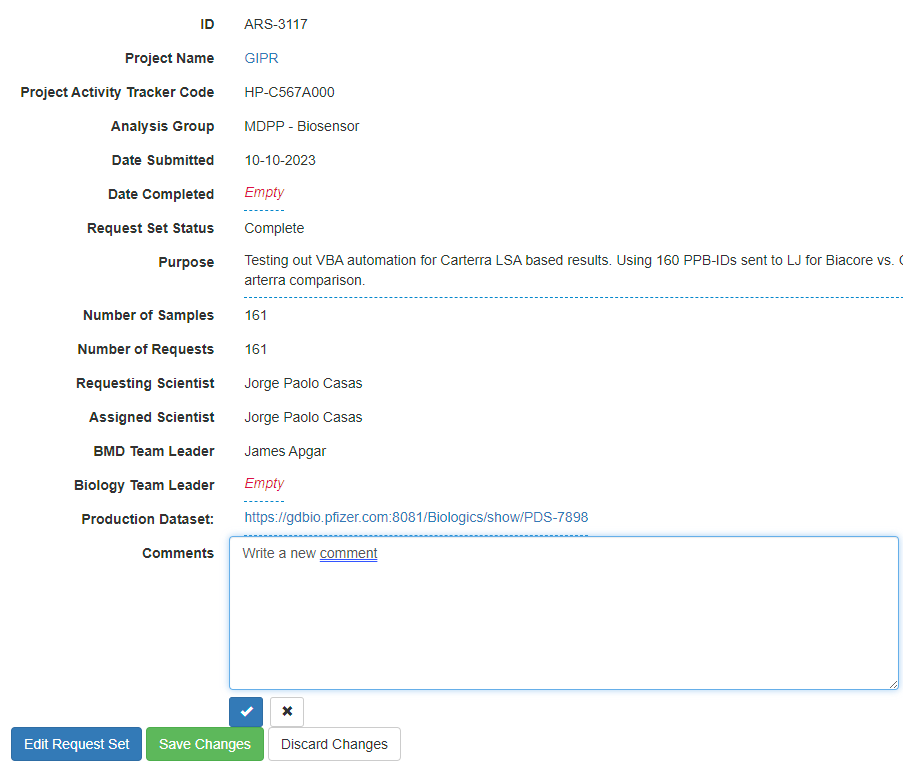 ID ARS-3117
Project Name GIPR
Project Activity Tracker Code HP-C567A000
Analysis Group MDPP - Biosensor
Date Submitted 10-10-2023
Date Completed Empty
Request Set Status Complete
Purpose Testing out VBA automation for Carterra LSA based results. Using 160 PPB-IDs sent to LJ for Biacore vs. C
arterra comparison.
Number of Samples 161
Number of Requests 161
Requesting Scientist Jorge Paolo Casas
Assigned Scientist Jorge Paolo Casas
BMD Team Leader James Apgar
Biology Team Leader Empty
Production Dataset: https://gdbio.pfizer.com:8081/Biologics/show/PDS-7898
Comments Write a new comment
Edit Request Set Save Changes Discard Changes